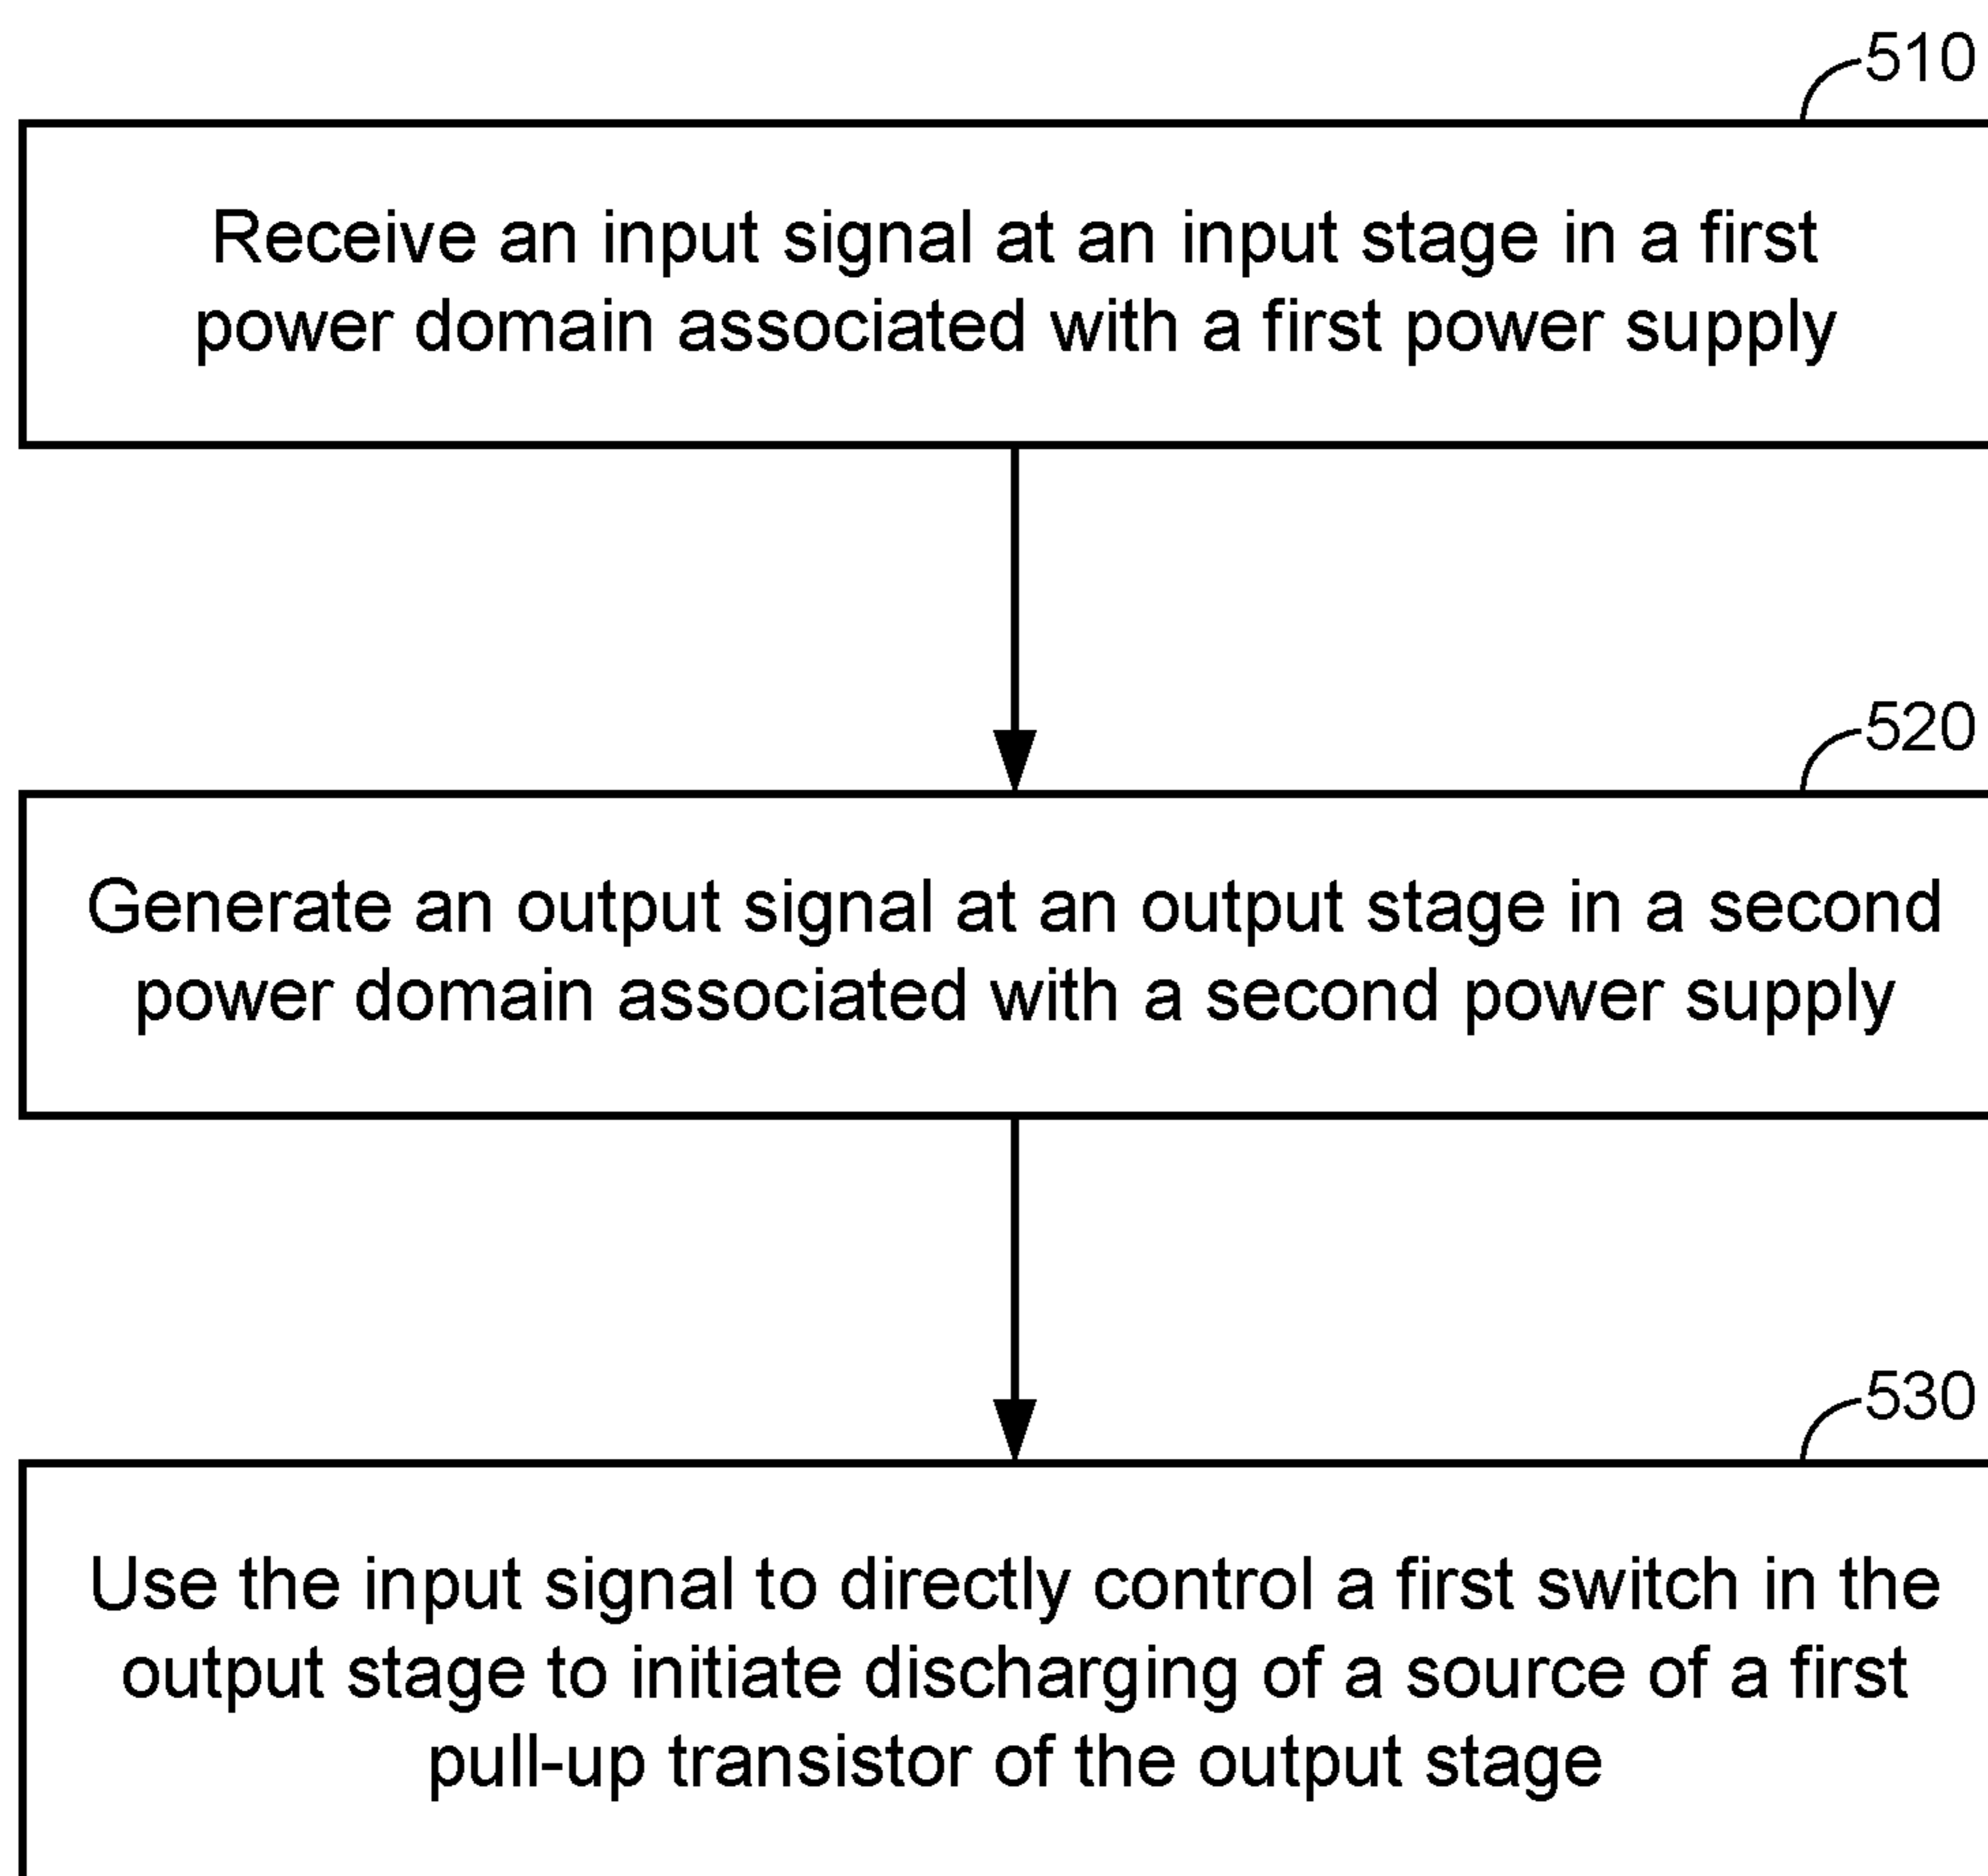 510
Receive an input signal at an input stage in a first
power domain associated with a first power supply
520
Generate an output signal at an output stage in a second
power domain associated with a second power supply
530
Use the input signal to directly control a first switch in the
output stage to initiate discharging of a source of a first
pull-up transistor of the output stage